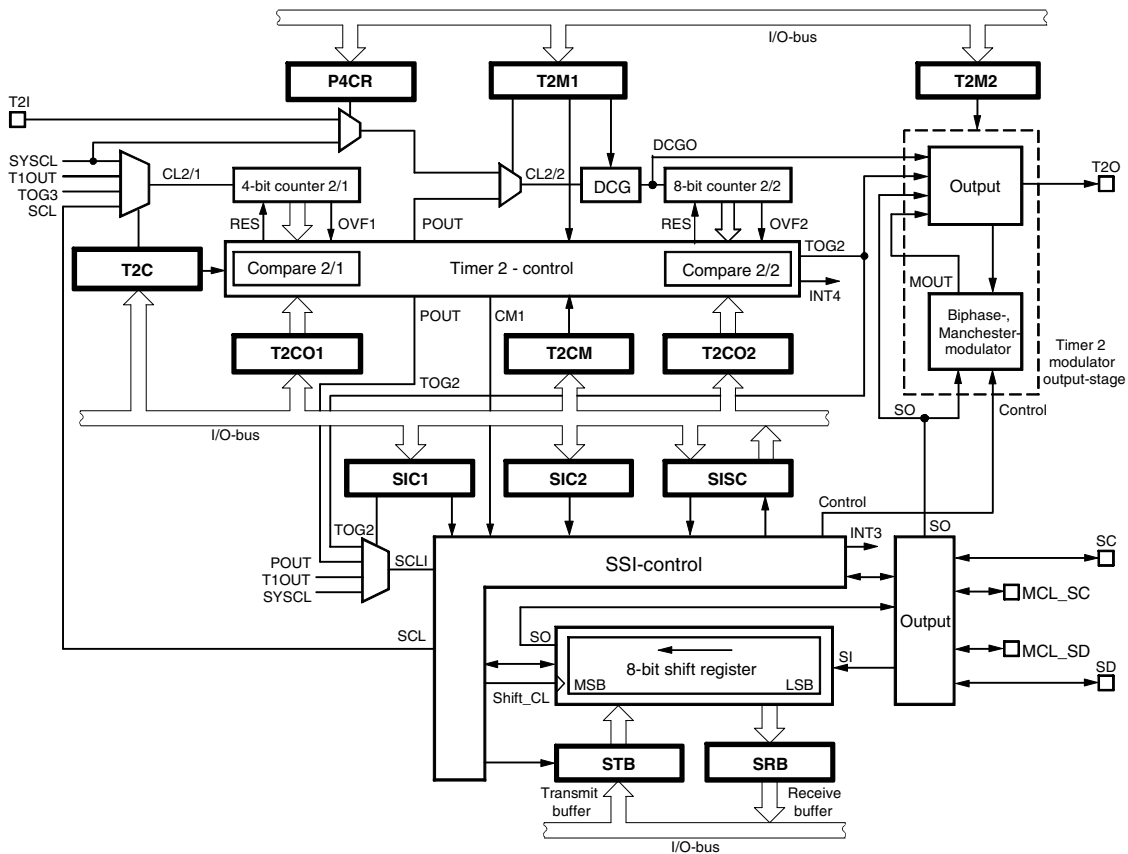 I/O-bus
P4CR
T2M1
T2M2
T2I
DCGO
SYSCL
T1OUT
TOG3
SCL
CL2/1
4-bit counter 2/1
CL2/2
DCG
8-bit counter 2/2
Output
T2O
RES
OVF1
POUT
RES
OVF2
TOG2
T2C
Compare 2/1
Timer 2 - control
Compare 2/2
INT4
MOUT
Biphase-,
Manchester-
modulator
Timer 2
modulator
output-stage
POUT
CM1
T2CO1
T2CM
T2CO2
TOG2
SO
Control
I/O-bus
SIC1
SIC2
SISC
Control
TOG2
POUT
T1OUT
SYSCL
SCLI
SSI-control
INT3
SO
SC
MCL_SC
Output
SCL
SO
8-bit shift register
MSB
LSB
SI
MCL_SD
SD
Shift_CL
STB
SRB
Transmit
buffer
Receive
buffer
I/O-bus